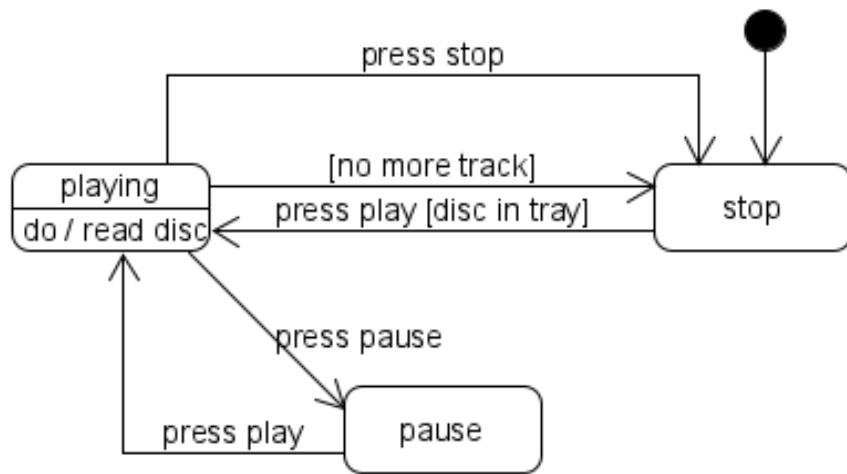 press stop
[no more track]
playing
press play [disc in tray]
stop
do / read disc
press pause
press play
pause